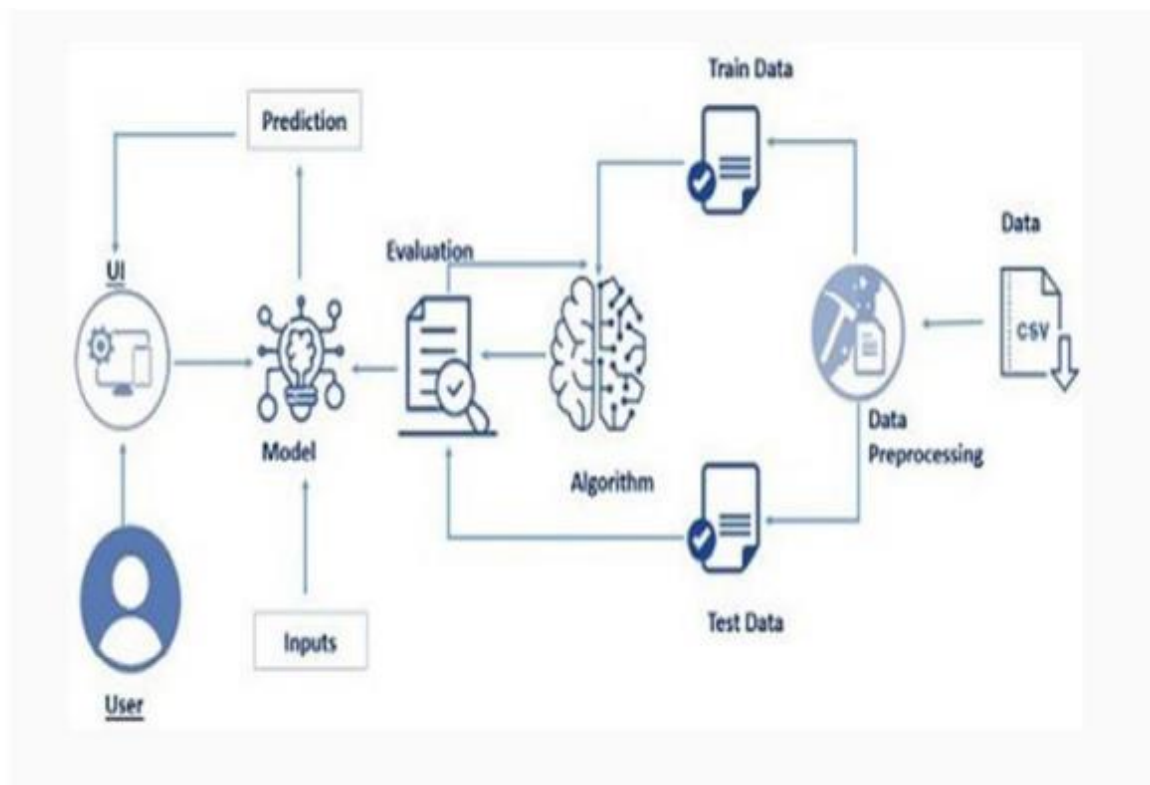 Train Data
Prediction
Data
Evaluation
UI
CSV
Data
Preprocessing
Model
Algorithm
Test Data
Inputs
User